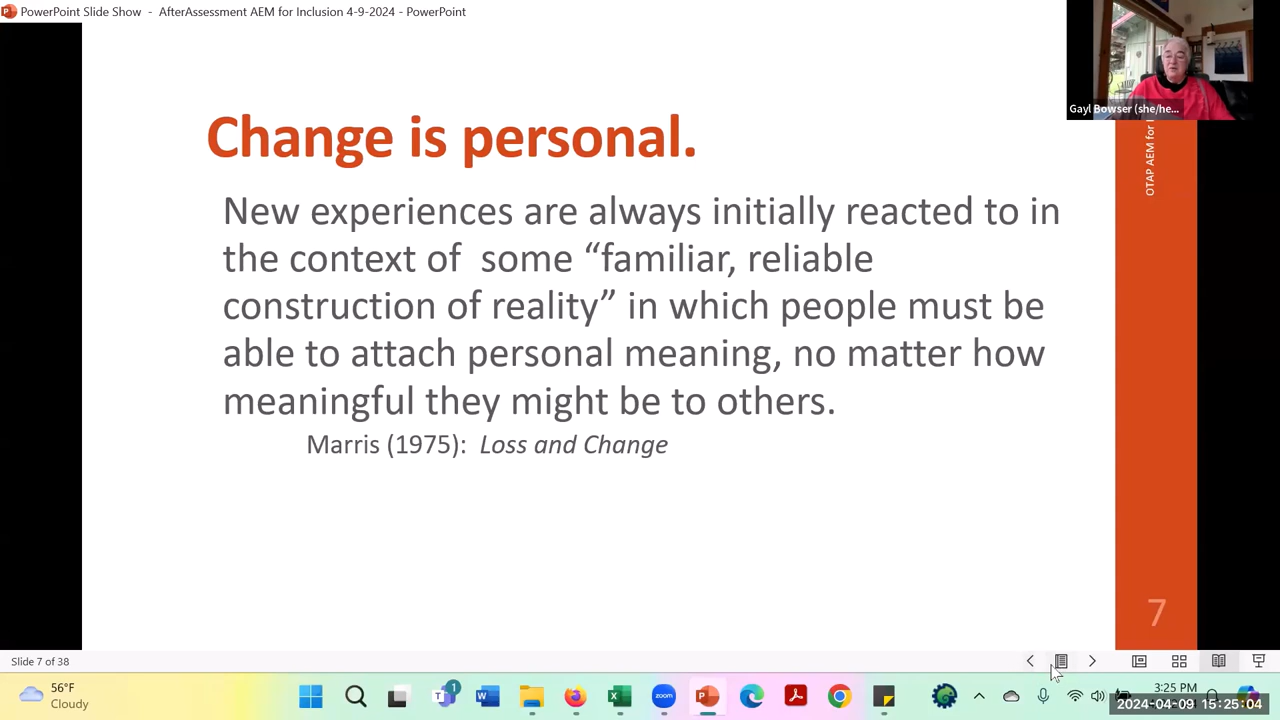 PowerPoint Slide Show - AfterAssessment AEM for Inclusion 4-9-2024 - PowerPoint
Gayl Bowser (she/he...
OTAP AEM for
Change is personal.
New experiences are always initially reacted to in
the context of some “familiar, reliable
construction of reality” in which people must be
able to attach personal meaning, no matter how
meaningful they might be to others.
Marris (1975): Loss and Change
7
Slide 7 of 38
56°F
Cloudy
1
3:25 PM
2024-04-09 15:25:04